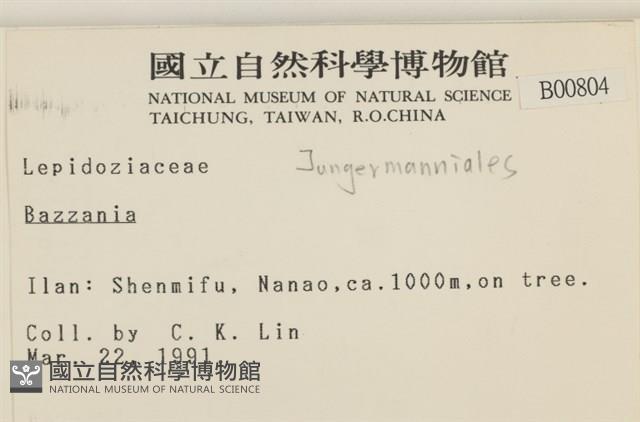 國立自然科學博物館
NATIONAL MUSEUM OF NATURAL SCIENCE
TAICHUNG, TAIWAN, R.O.CHINA
B00804
Lepidoziaceae Jungermanniales
Bazzania
Ilan: Shenmifu, Nanao,ca.1000m,on tree.
Coll. by C. K. Lin
Mar. 22, 1991
國立自然科學博物館
NATIONAL MUSEUM OF NATURAL SCIENCE